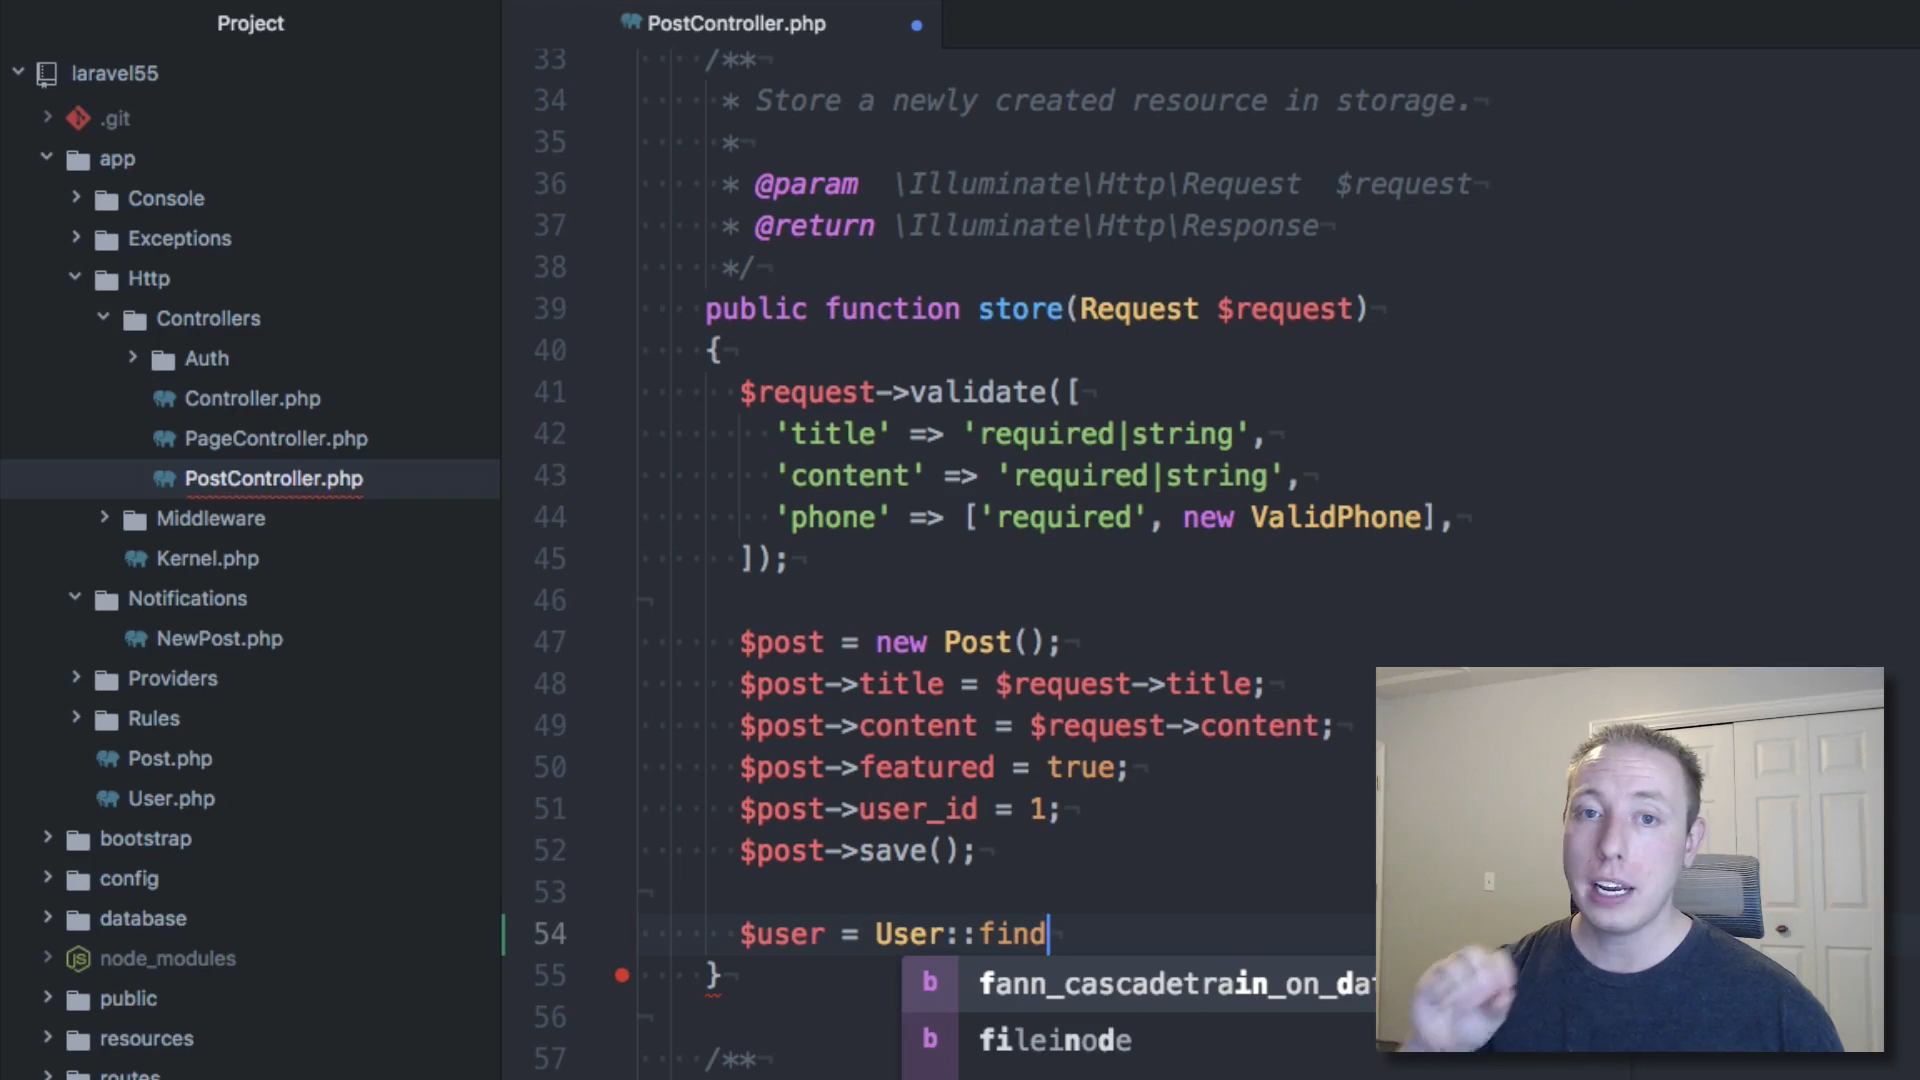 Project
laravel55
.git
app
Console
Exceptions
Http
Controllers
Auth
Controller.php
PageController.php
PostController.php
Middleware
Kernel.php
Notifications
NewPost.php
Providers
Rules
Post.php
User.php
bootstrap
config
database
JS node_modules
public
resources
routes
PostController.php
33 /**
34 * Store a newly created resource in storage.
35 *
36 * @param \Illuminate\Http\Request $request
37 * @return \Illuminate\Http\Response
38 */
39 public function store(Request $request)
40 {
41 $request->validate([
42 'title' => 'required|string',
43 'content' => 'required|string',
44 'phone' => ['required', new ValidPhone],
45 ]);
46
47 $post = new Post();
48 $post->title = $request->title;
49 $post->content = $request->content;
50 $post->featured = true;
51 $post->user_id = 1;
52 $post->save();
53
54 $user = User::find
55 }
b fann_cascadetrain_on_dat
56
b fileinode
57 /**